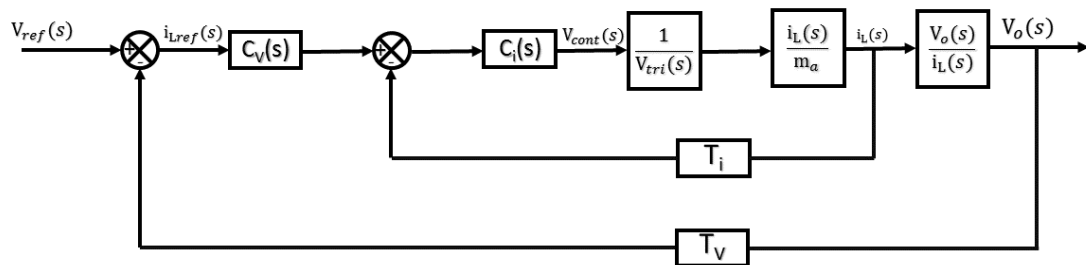 V_ref(s)
+
-
i_Lref(s)
C_V(s)
+
-
C_i(s)
V_cont(s)
1
V_tri(s)
i_L(s)
m_a
i_L(s)
V_o(s)
i_L(s)
V_o(s)
T_i
T_V